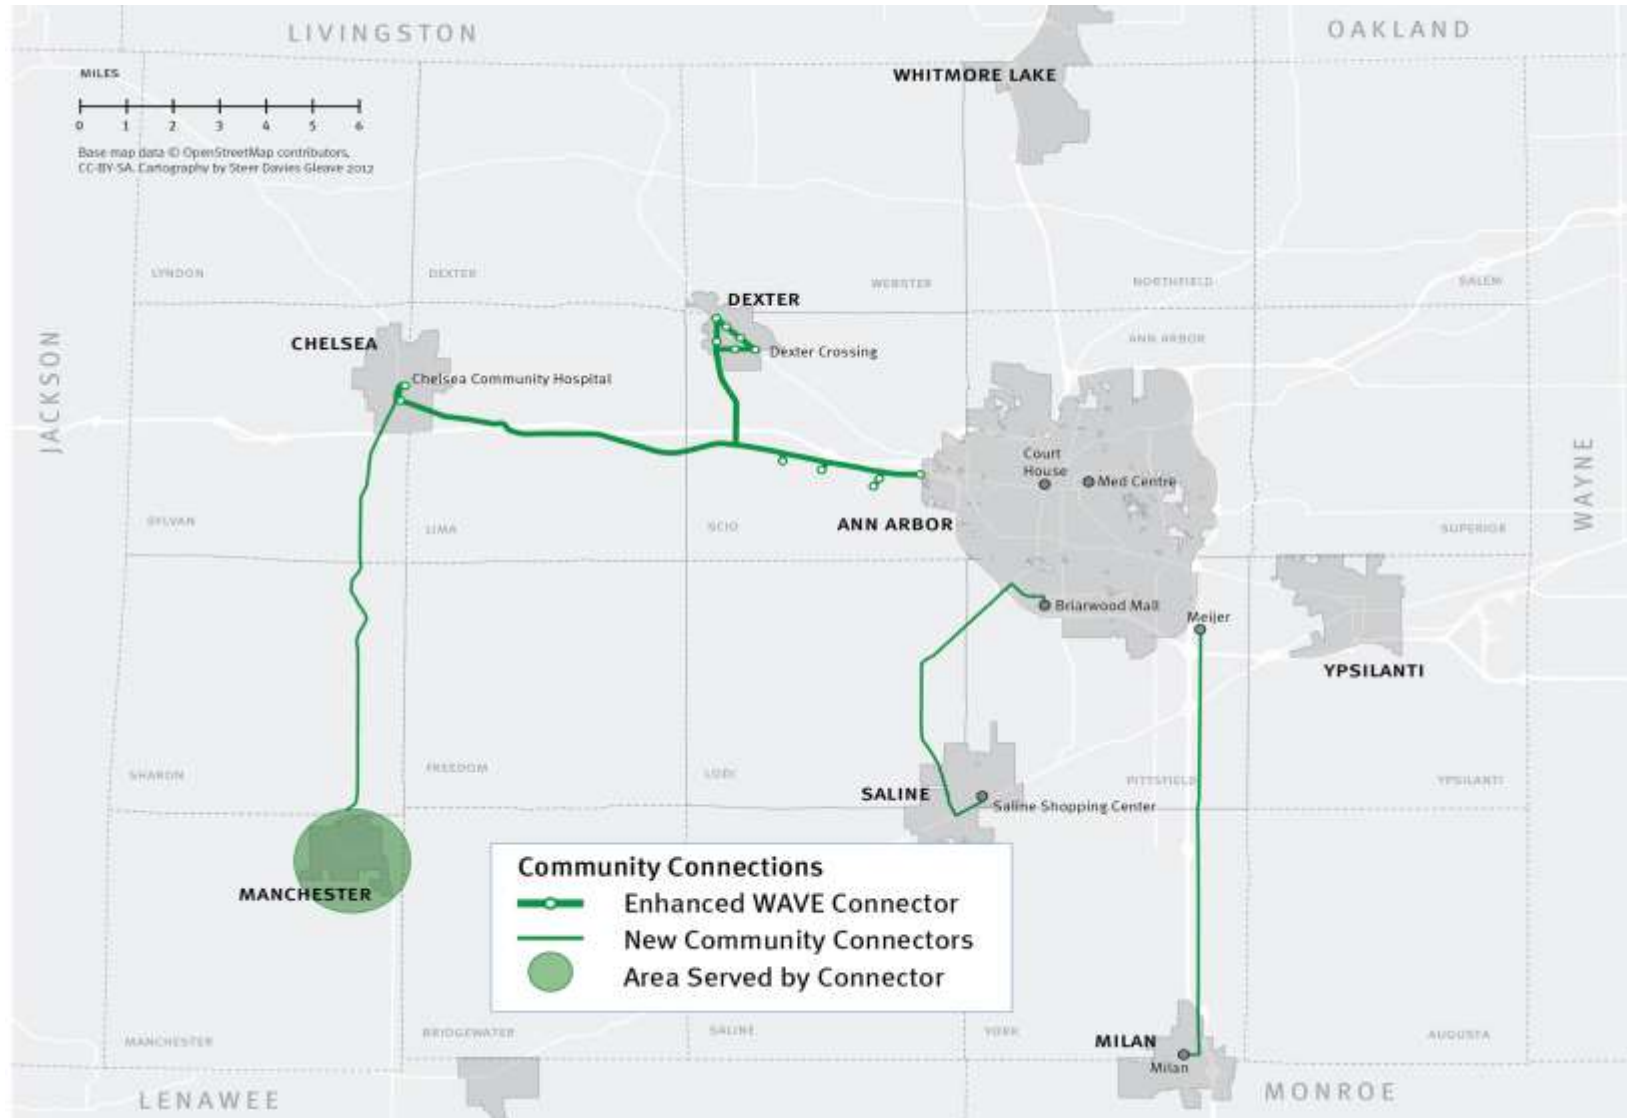 LIVINGSTON
OAKLAND
WHITMORE LAKE
MILES
0 1 2 3 4 5 6
Base map data © OpenStreetMap contributors,
CC-BY-SA. Cartography by Steer Davies Gleave 2012
LYNDON
DEXTER
WEBSTER
NORTHFIELD
SALEM
DEXTER
ANN ARBOR
CHELSEA
Dexter Crossing
JACKSON
Chelsea Community Hospital
WAYNE
Court
House
Med Centre
SYLVAN
LIMA
SCIO
ANN ARBOR
SUPERIOR
Briarwood Mall
Meijer
YPSILANTI
SHARON
FREEDOM
LODI
PITTSFIELD
YPSILANTI
SALINE
Saline Shopping Center
MANCHESTER
Community Connections
Enhanced WAVE Connector
New Community Connectors
Area Served by Connector
MANCHESTER
BRIDGEWATER
SALINE
YORK
AUGUSTA
MILAN
Milan
LENAWEE
MONROE